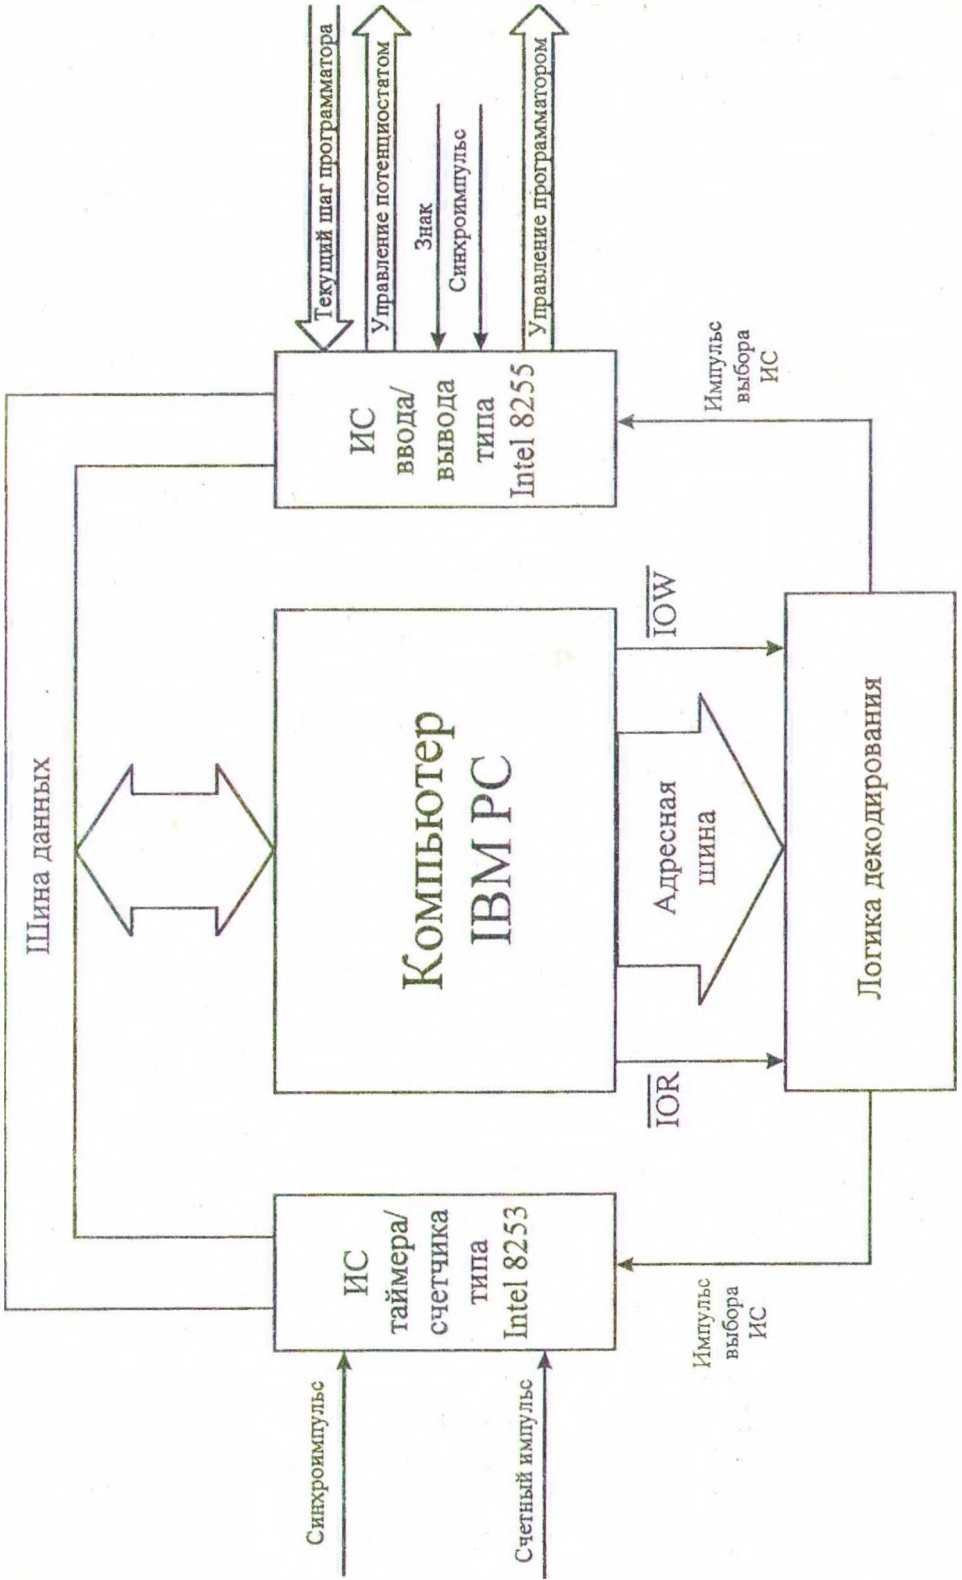 Шина данных
Синхроимпульс
Счетный импульс
ИС
таймера/
счетчика
типа
Intel 8253
Компьютер
IBM PC
ИС
ввода/
вывода
типа
Intel 8255
Текущий шаг программатора
Управление потенциостатом
Знак
Синхроимпульс
Управление программатором
Импульс
выбора
ИС
IOR
Адресная
шина
IOW
Импульс
выбора
ИС
Логика декодирования